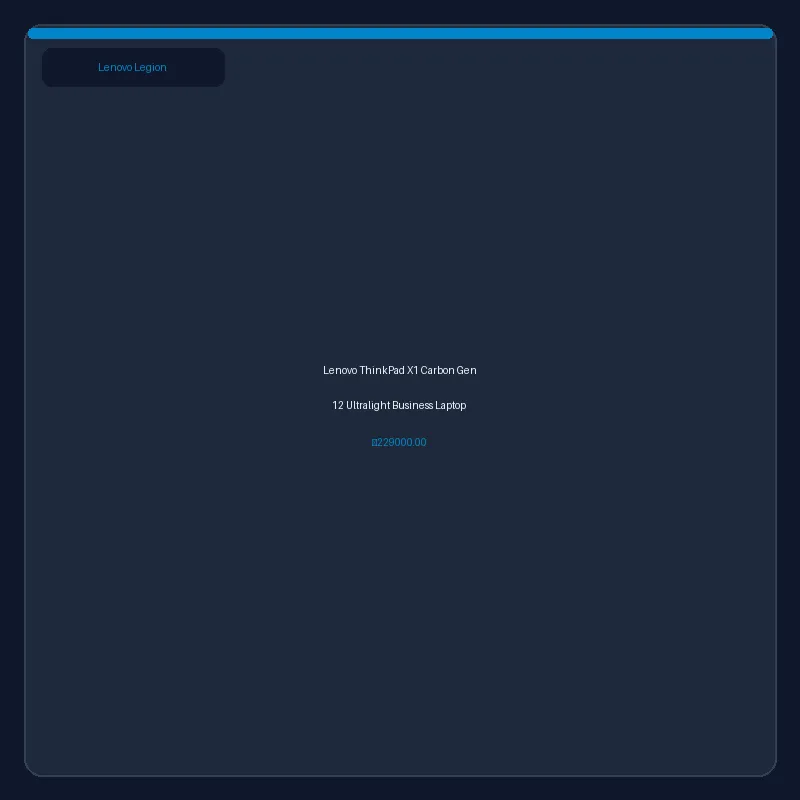 Lenovo Legion
Lenovo ThinkPad X1 Carbon Gen
12 Ultralight Business Laptop
229000.00